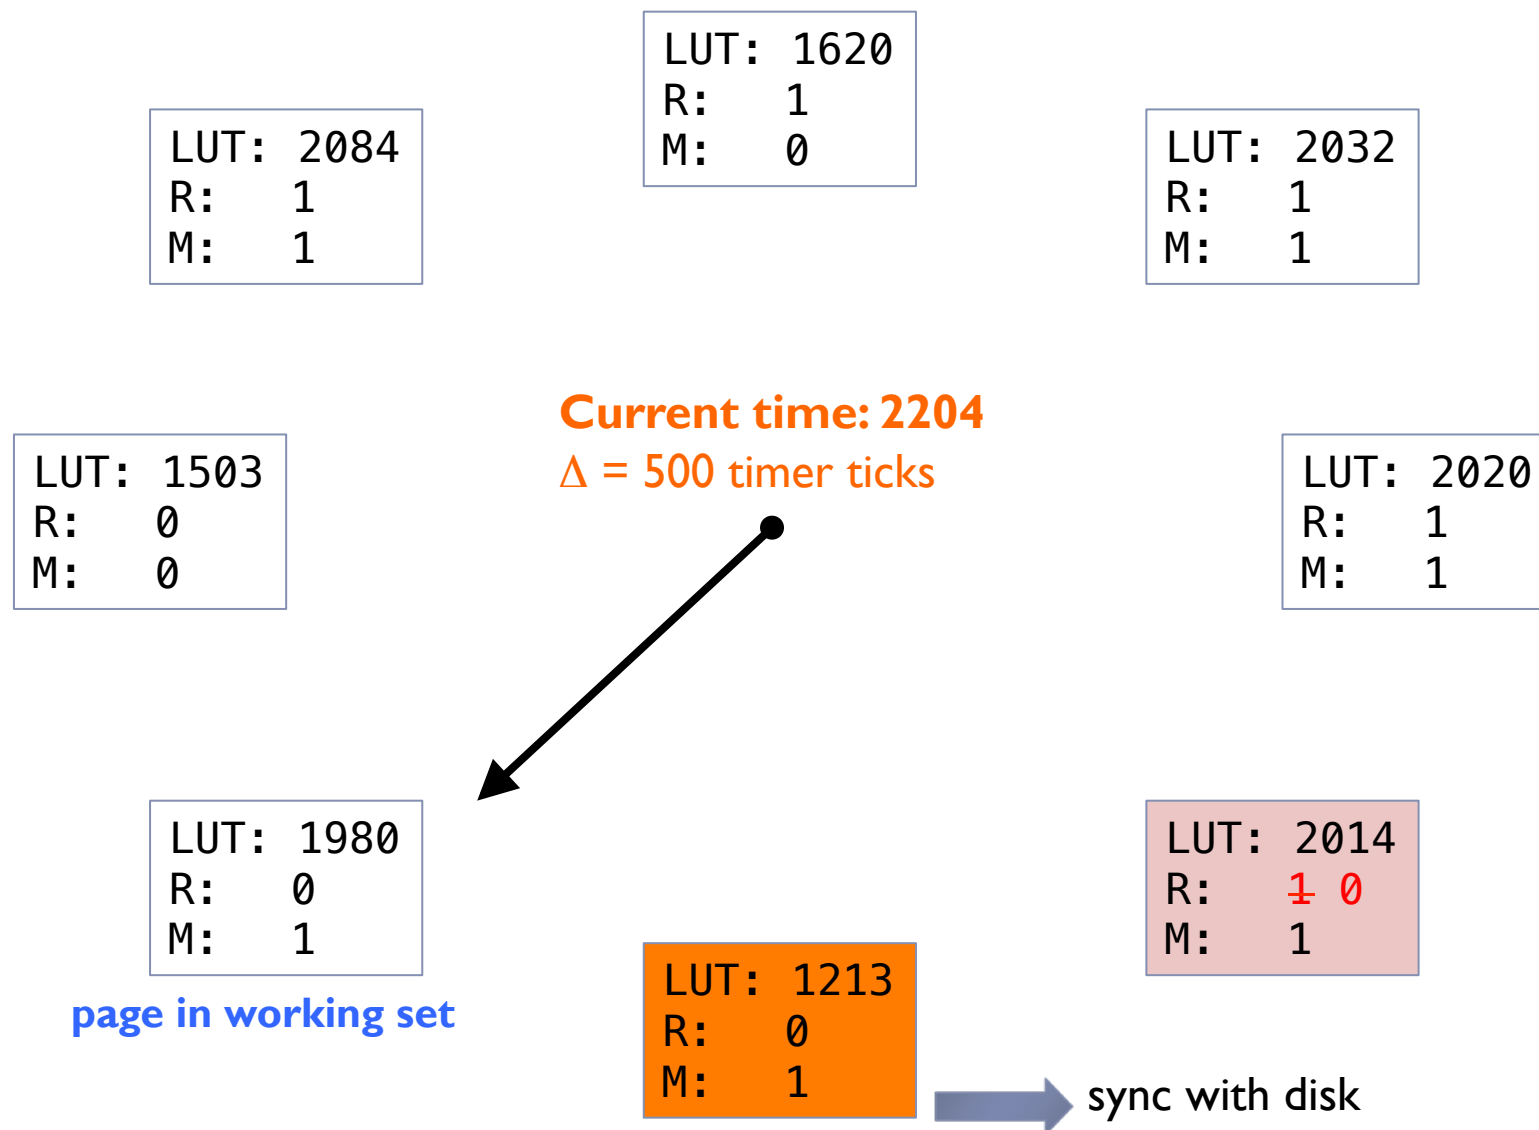 LUT: 1620
R: 1
M: 0
LUT: 2084
R: 1
M: 1
LUT: 2032
R: 1
M: 1
Current time: 2204
Δ = 500 timer ticks
LUT: 1503
R: 0
M: 0
LUT: 2020
R: 1
M: 1
LUT: 1980
R: 0
M: 1
page in working set
LUT: 2014
R: 1 0
M: 1
LUT: 1213
R: 0
M: 1
sync with disk